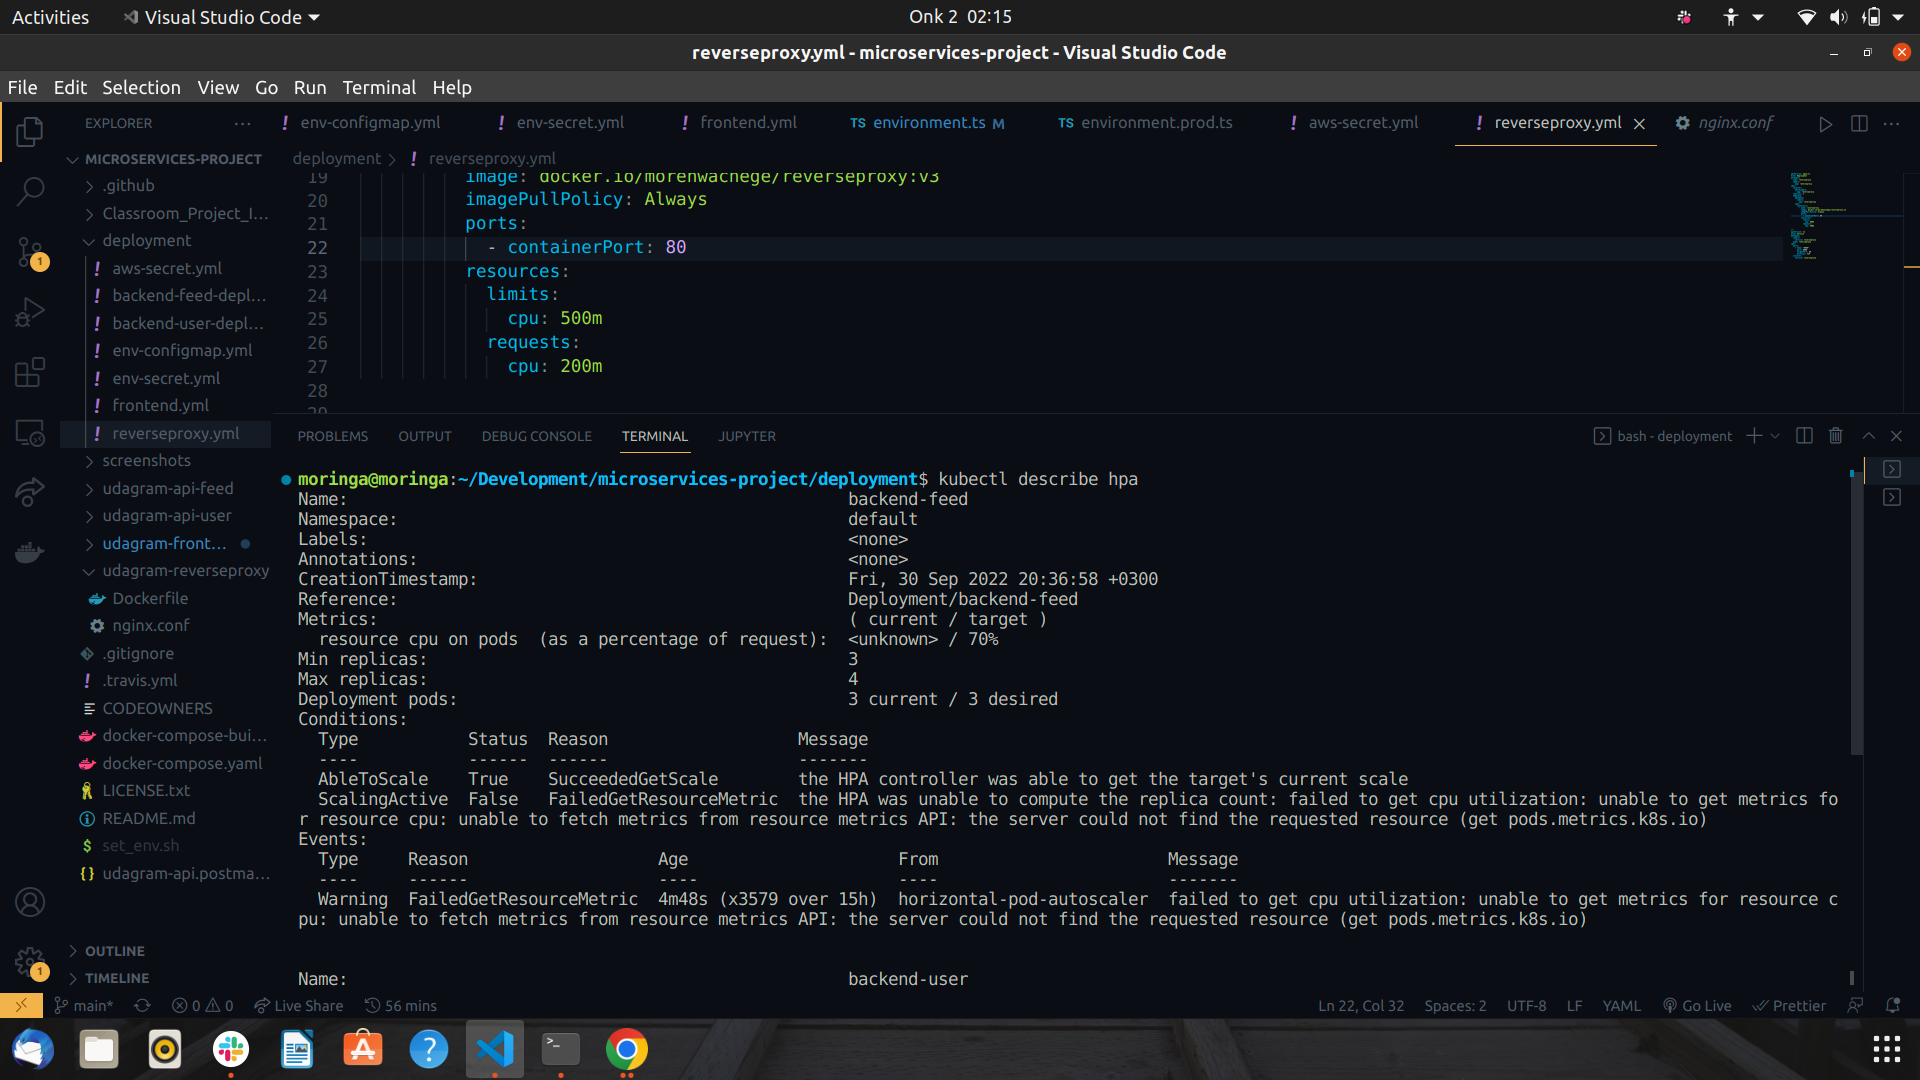 Activities
Visual Studio Code
Onk 2 02:15
reverseproxy.yml - microservices-project - Visual Studio Code
File Edit Selection View Go Run Terminal Help
EXPLORER
env-configmap.yml
env-secret.yml
frontend.yml
TS environment.ts M
TS environment.prod.ts
aws-secret.yml
reverseproxy.yml
nginx.conf
MICROSERVICES-PROJECT
.github
Classroom_Project_I...
deployment
aws-secret.yml
backend-feed-depl...
backend-user-depl...
env-configmap.yml
env-secret.yml
frontend.yml
reverseproxy.yml
screenshots
udagram-api-feed
udagram-api-user
udagram-front...
udagram-reverseproxy
Dockerfile
nginx.conf
.gitignore
.travis.yml
CODEOWNERS
docker-compose-bui...
docker-compose.yaml
LICENSE.txt
README.md
set_env.sh
udagram-api.postma...
OUTLINE
TIMELINE
deployment > ! reverseproxy.yml
19 image: docker.io/morenwachege/reverseproxy:v3
20 imagePullPolicy: Always
21 ports:
22 - containerPort: 80
23 resources:
24 limits:
25 cpu: 500m
26 requests:
27 cpu: 200m
28
29
PROBLEMS OUTPUT DEBUG CONSOLE TERMINAL JUPYTER
bash - deployment
moringa@moringa:~/Development/microservices-project/deployment$ kubectl describe hpa
Name: backend-feed
Namespace: default
Labels: <none>
Annotations: <none>
CreationTimestamp: Fri, 30 Sep 2022 20:36:58 +0300
Reference: Deployment/backend-feed
Metrics: ( current / target )
resource cpu on pods (as a percentage of request): <unknown> / 70%
Min replicas: 3
Max replicas: 4
Deployment pods: 3 current / 3 desired
Conditions:
Type Status Reason Message
---- ------ ------ -------
AbleToScale True SucceededGetScale the HPA controller was able to get the target's current scale
ScalingActive False FailedGetResourceMetric the HPA was unable to compute the replica count: failed to get cpu utilization: unable to get metrics fo
r resource cpu: unable to fetch metrics from resource metrics API: the server could not find the requested resource (get pods.metrics.k8s.io)
Events:
Type Reason Age From Message
---- ------ ---- ---- -------
Warning FailedGetResourceMetric 4m48s (x3579 over 15h) horizontal-pod-autoscaler failed to get cpu utilization: unable to get metrics for resource c
pu: unable to fetch metrics from resource metrics API: the server could not find the requested resource (get pods.metrics.k8s.io)
Name: backend-user
main* 0 0 Live Share 56 mins
Ln 22, Col 32 Spaces: 2 UTF-8 LF YAML Go Live Prettier